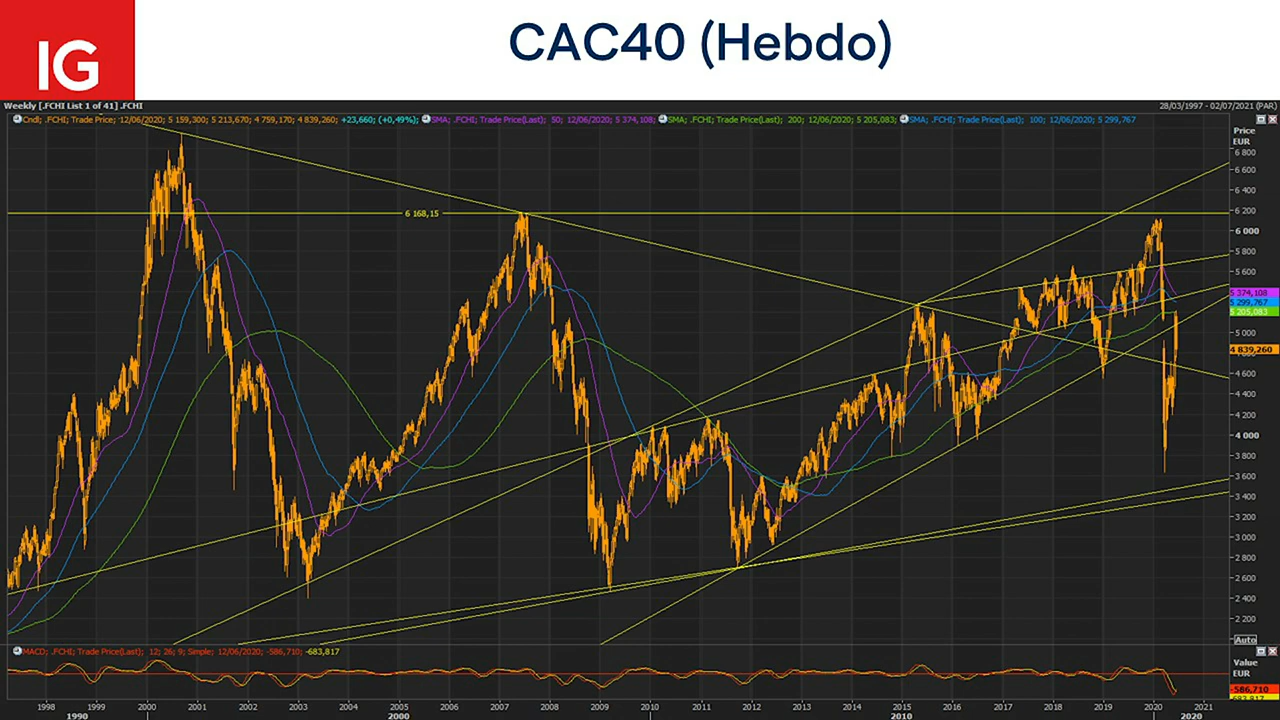 IG
CAC40 (Hebdo)
Weekly [.FCHI List 1 of 41] .FCHI
28/03/1997 - 02/07/2021 (PAR)
Cndl; .FCHI; Trade Price; 12/06/2020; 5 159,300; 5 213,670; 4 759,170; 4 839,260; +23,660; (+0,49%); SMA; .FCHI; Trade Price(Last); 50; 12/06/2020; 5 374,108; SMA; .FCHI; Trade Price(Last); 200; 12/06/2020; 5 205,083; SMA; .FCHI; Trade Price(Last); 100; 12/06/2020; 5 299,767
Price
EUR
6 800
6 600
6 400
6 168,15
6 200
6 000
5 800
5 600
5 374,108
5 299,767
5 205,083
5 000
4 839,260
4 600
4 400
4 200
4 000
3 800
3 600
3 400
3 200
3 000
2 800
2 600
2 400
2 200
Auto
MACD; .FCHI; Trade Price(Last); 12; 26; 9; Simple; 12/06/2020; -586,710; -683,817
Value
EUR
-586,710
1998 1999 2000 2001 2002 2003 2004 2005 2006 2007 2008 2009 2010 2011 2012 2013 2014 2015 2016 2017 2018 2019 2020 2021
1990 2000 2010 2020